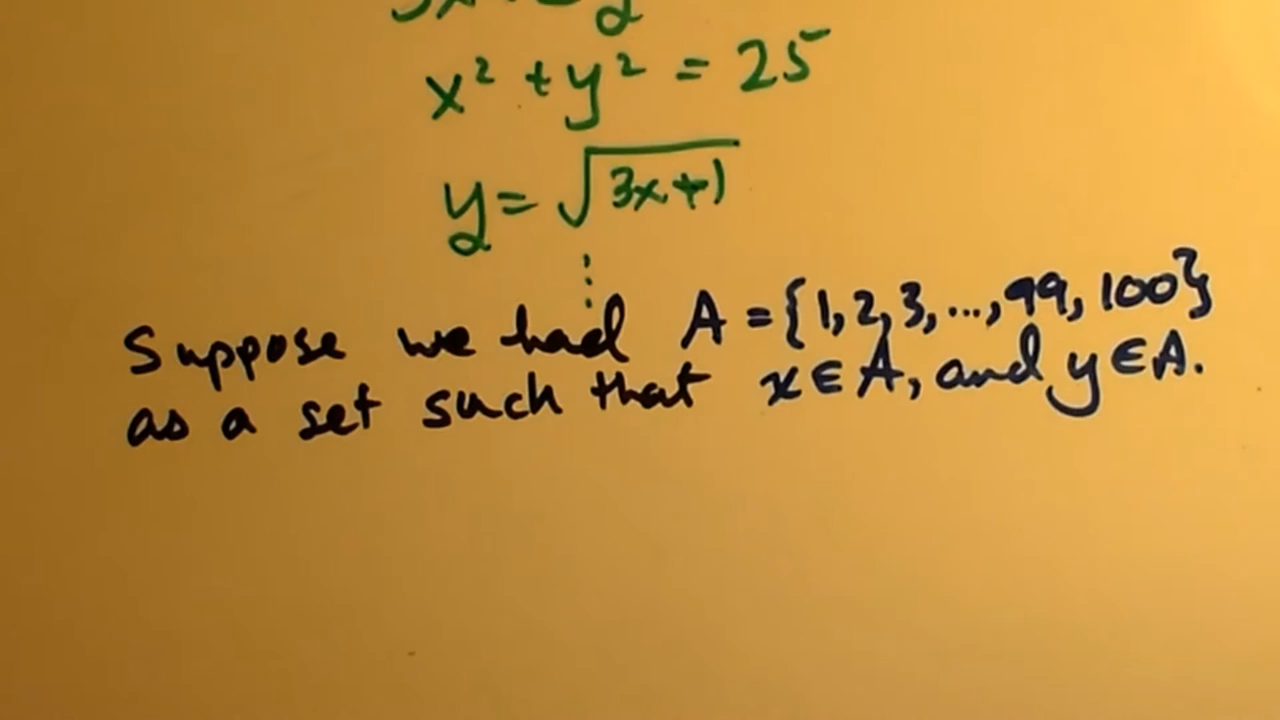 x² + y² = 25
y = √3x+1
⋮
Suppose we had A = {1, 2, 3, ..., 99, 100}
as a set such that x ∈ A, and y ∈ A.